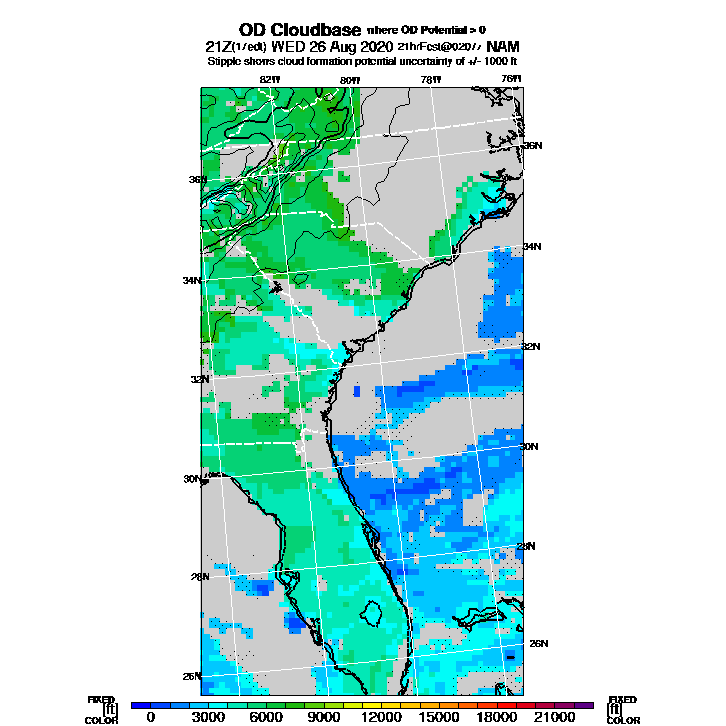 OD Cloudbase where OD Potential > 0
21Z(17edt) WED 26 Aug 2020 21hrFcst@0207z NAM
Stipple shows cloud formation potential uncertainty of +/- 1000 ft
82W 80W 78W 76W
36N
36N
34N
34N
32N
32N
30N
30N
28N
28N
26N
26N
FIXED FIXED
[ft] [ft]
COLOR 0 3000 6000 9000 12000 15000 18000 21000 COLOR